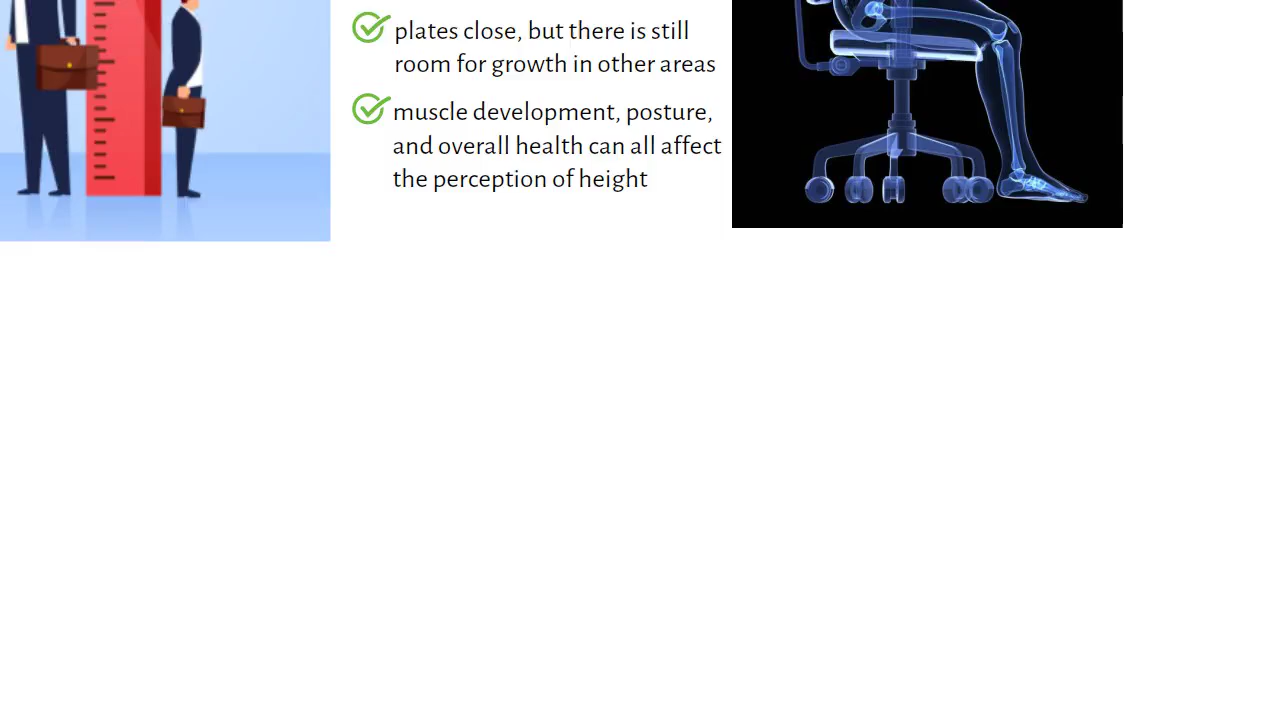 plates close, but there is still
room for growth in other areas
muscle development, posture,
and overall health can all affect
the perception of height